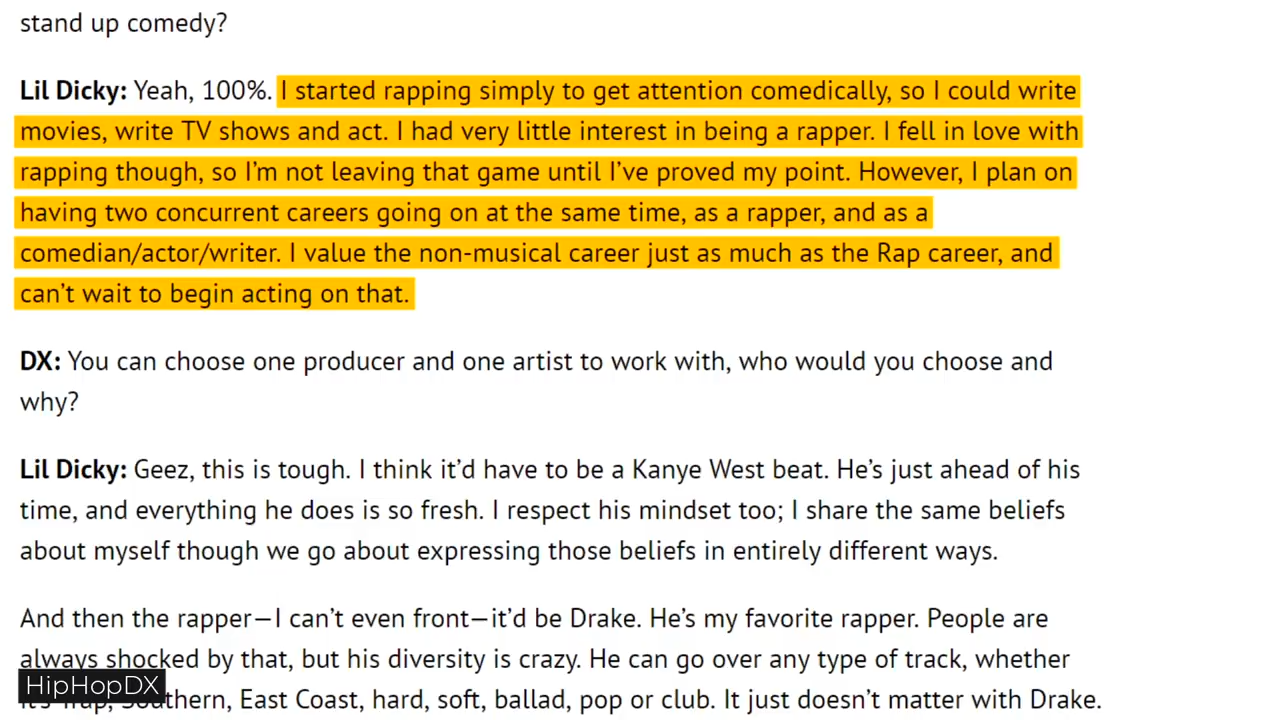 stand up comedy?
Lil Dicky: Yeah, 100%. I started rapping simply to get attention comedically, so I could write
movies, write TV shows and act. I had very little interest in being a rapper. I fell in love with
rapping though, so I’m not leaving that game until I’ve proved my point. However, I plan on
having two concurrent careers going on at the same time, as a rapper, and as a
comedian/actor/writer. I value the non-musical career just as much as the Rap career, and
can’t wait to begin acting on that.
DX: You can choose one producer and one artist to work with, who would you choose and
why?
Lil Dicky: Geez, this is tough. I think it’d have to be a Kanye West beat. He’s just ahead of his
time, and everything he does is so fresh. I respect his mindset too; I share the same beliefs
about myself though we go about expressing those beliefs in entirely different ways.
And then the rapper—I can’t even front—it’d be Drake. He’s my favorite rapper. People are
always shocked by that, but his diversity is crazy. He can go over any type of track, whether
HipHopDX
East Coast, hard, soft, ballad, pop or club. It just doesn’t matter with Drake.